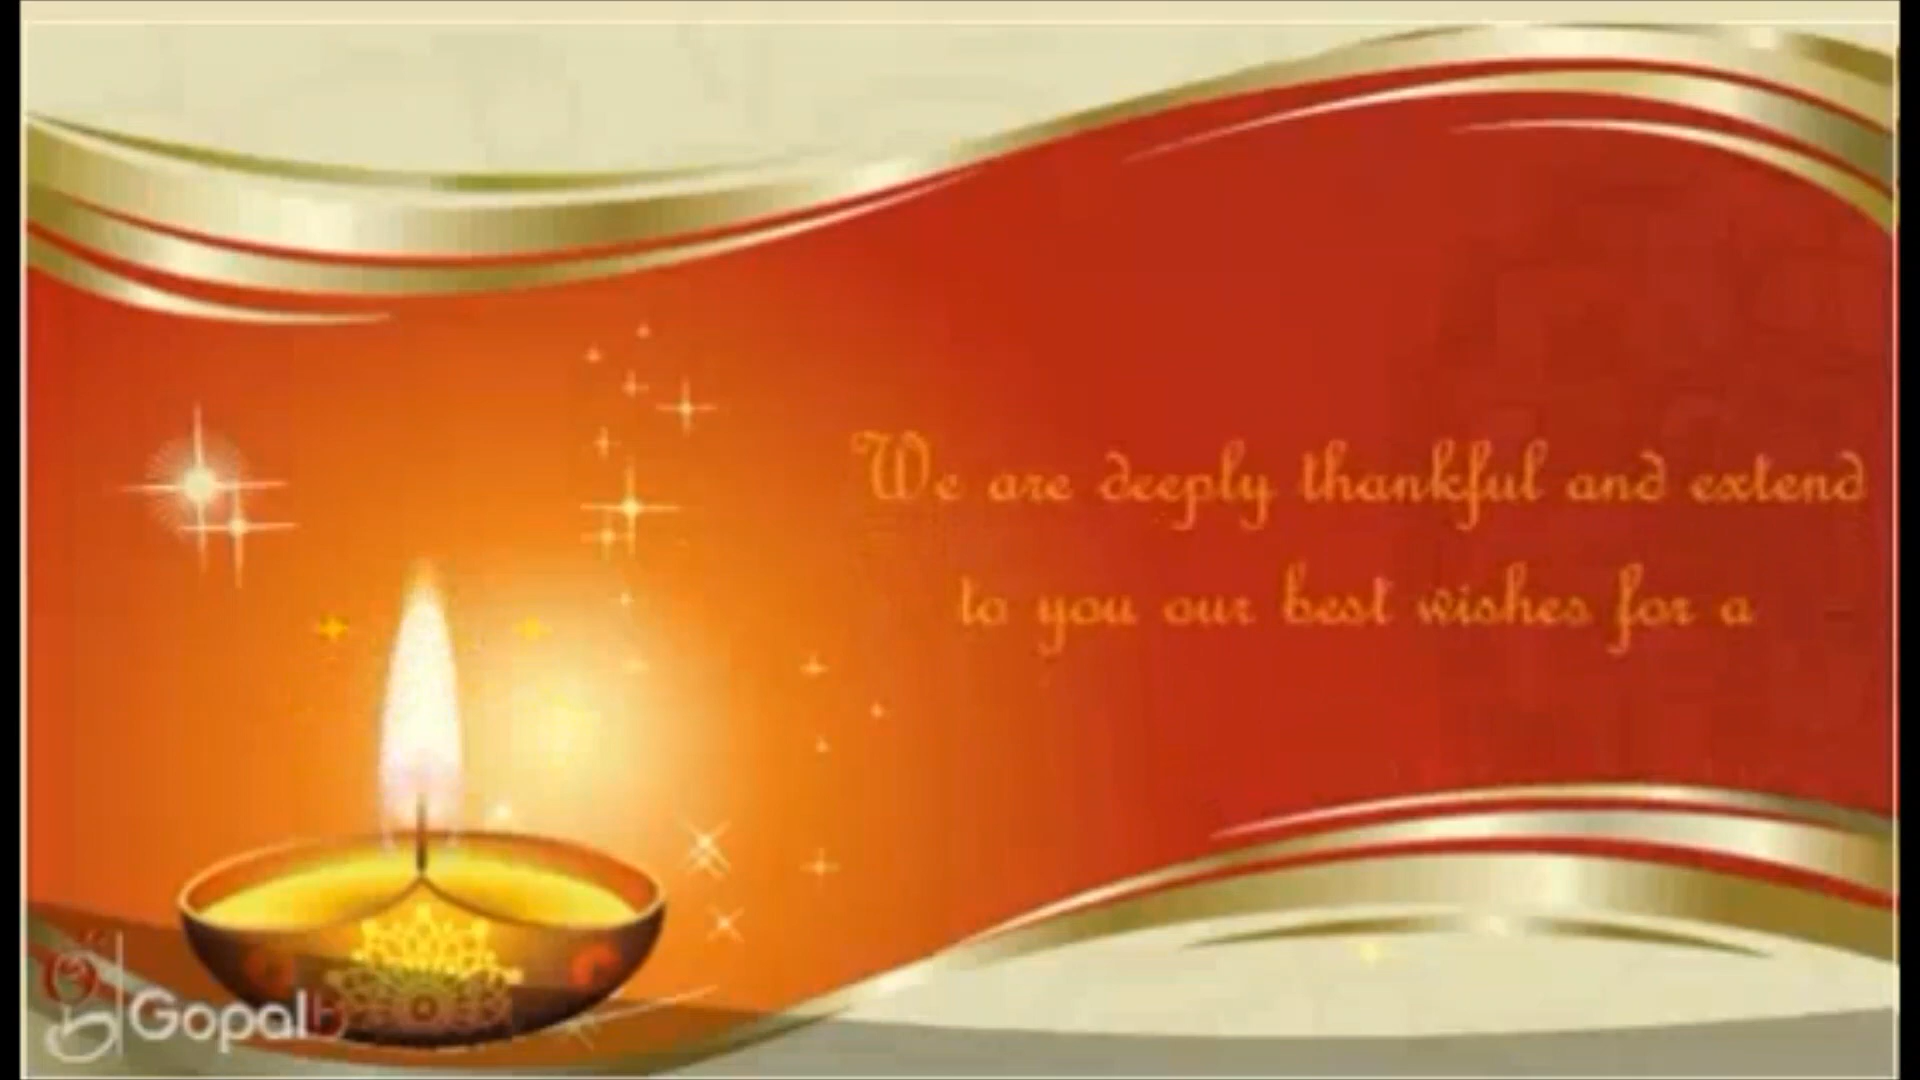 We are deeply thankful and extend
to you our best wishes for a
Gopal